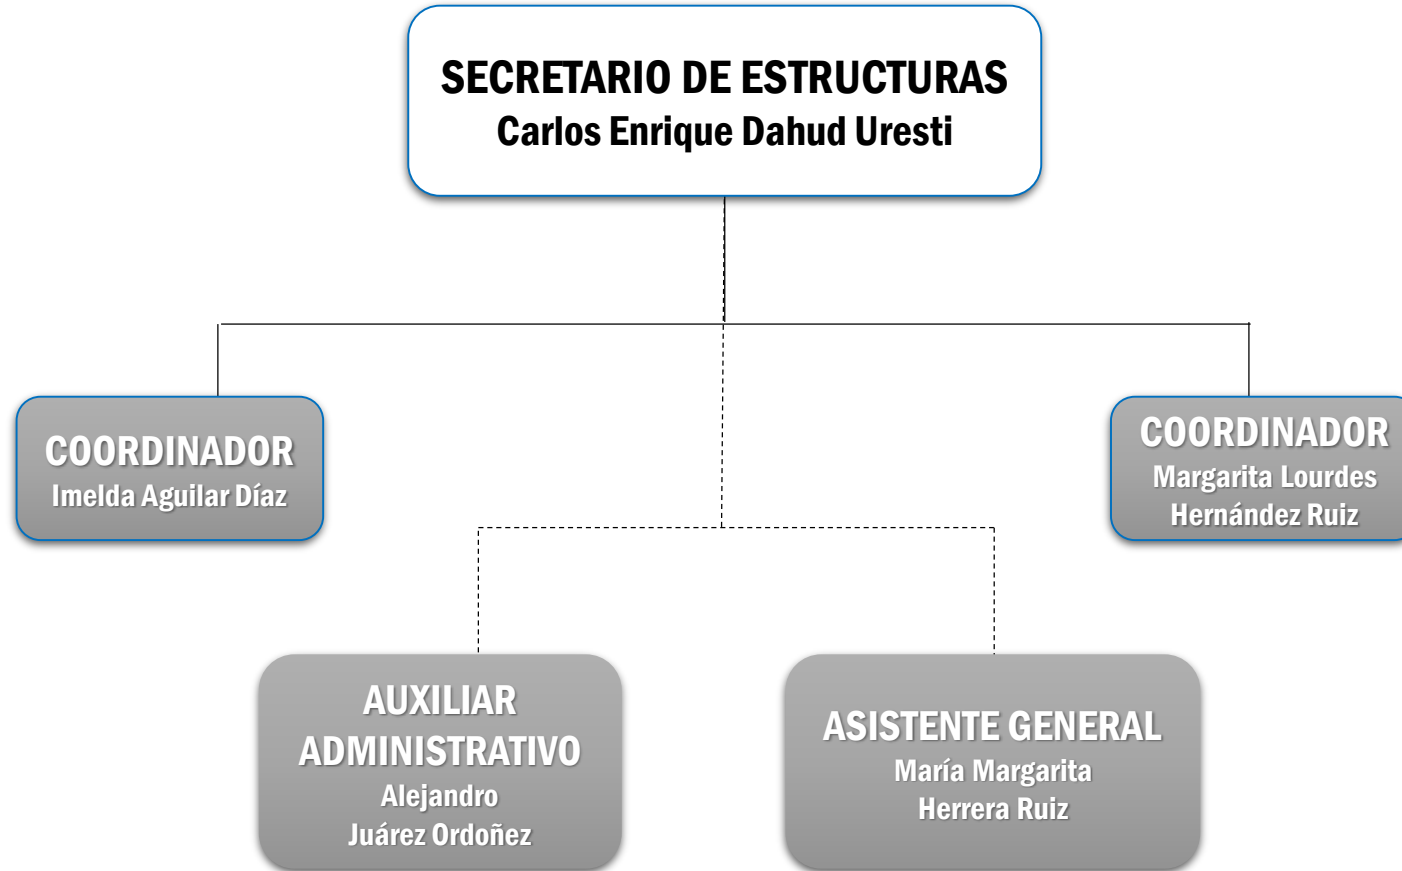 SECRETARIO DE ESTRUCTURAS
Carlos Enrique Dahud Uresti
COORDINADOR
Imelda Aguilar Díaz
COORDINADOR
Margarita Lourdes
Hernández Ruiz
AUXILIAR
ADMINISTRATIVO
Alejandro
Juárez Ordoñez
ASISTENTE GENERAL
María Margarita
Herrera Ruiz